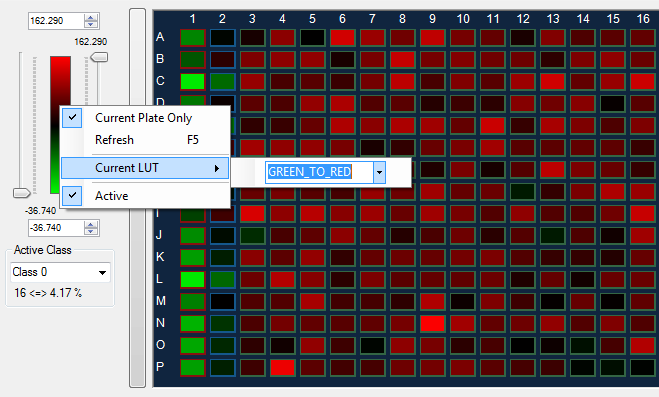 162.290
162.290
1 2 3 4 5 6 7 8 9 10 11 12 13 14 15 16
A
B
C
D
Current Plate Only
Refresh F5
Current LUT
GREEN_TO_RED
Active
-36.740
-36.740
I
J
K
L
M
N
O
P
Active Class
Class 0
16 <=> 4.17 %